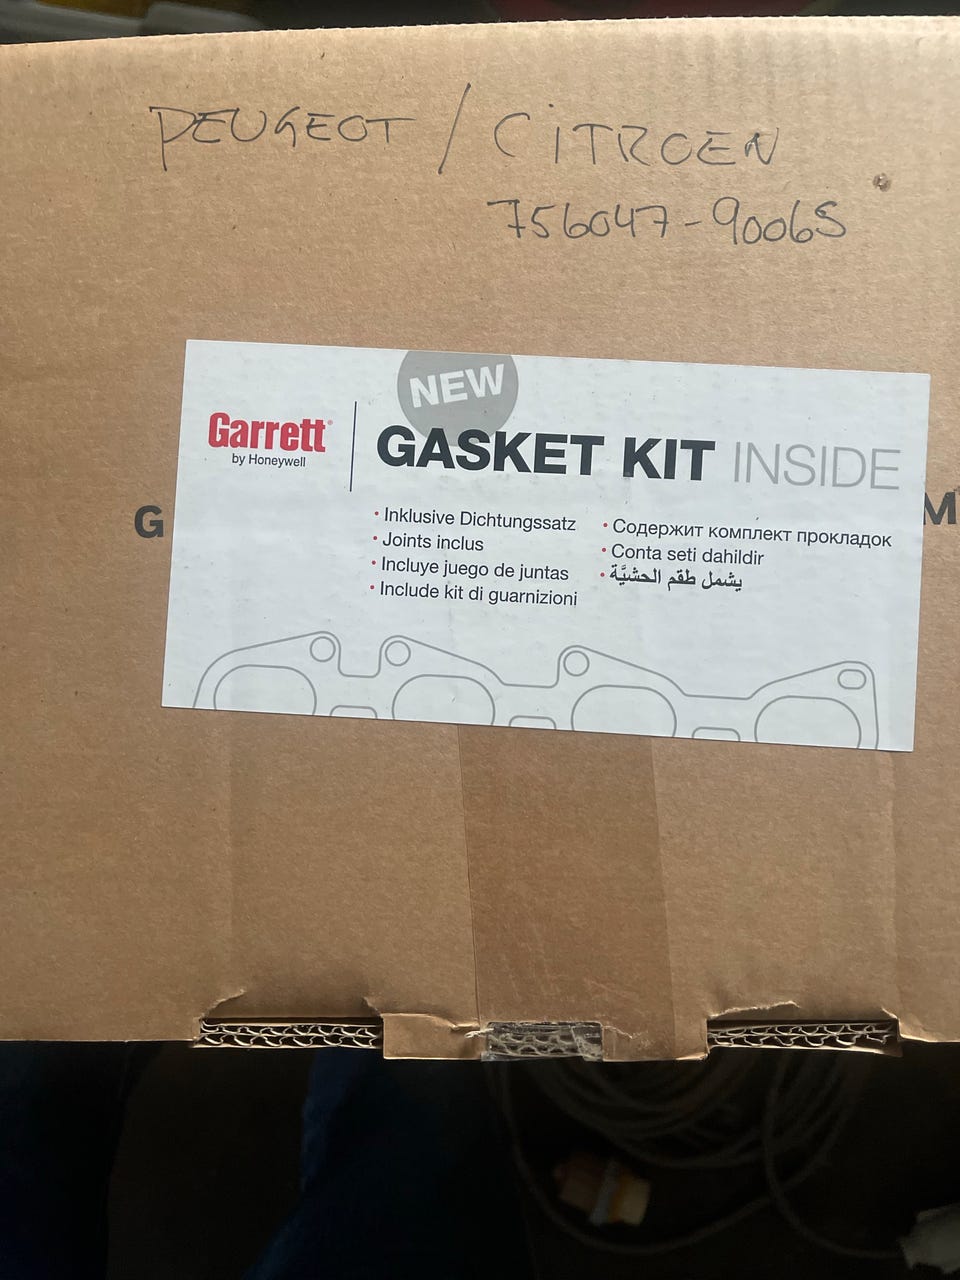 PEUGEOT / CiTROEN
756047-9006S
NEW
Garrett®
by Honeywell
GASKET KIT INSIDE
• Inklusive Dichtungssatz
• Joints inclus
• Incluye juego de juntas
• Include kit di guarnizioni
• Содержит комплект прокладок
• Conta seti dahildir
• يشمل طقم الحشيَّة
G
M